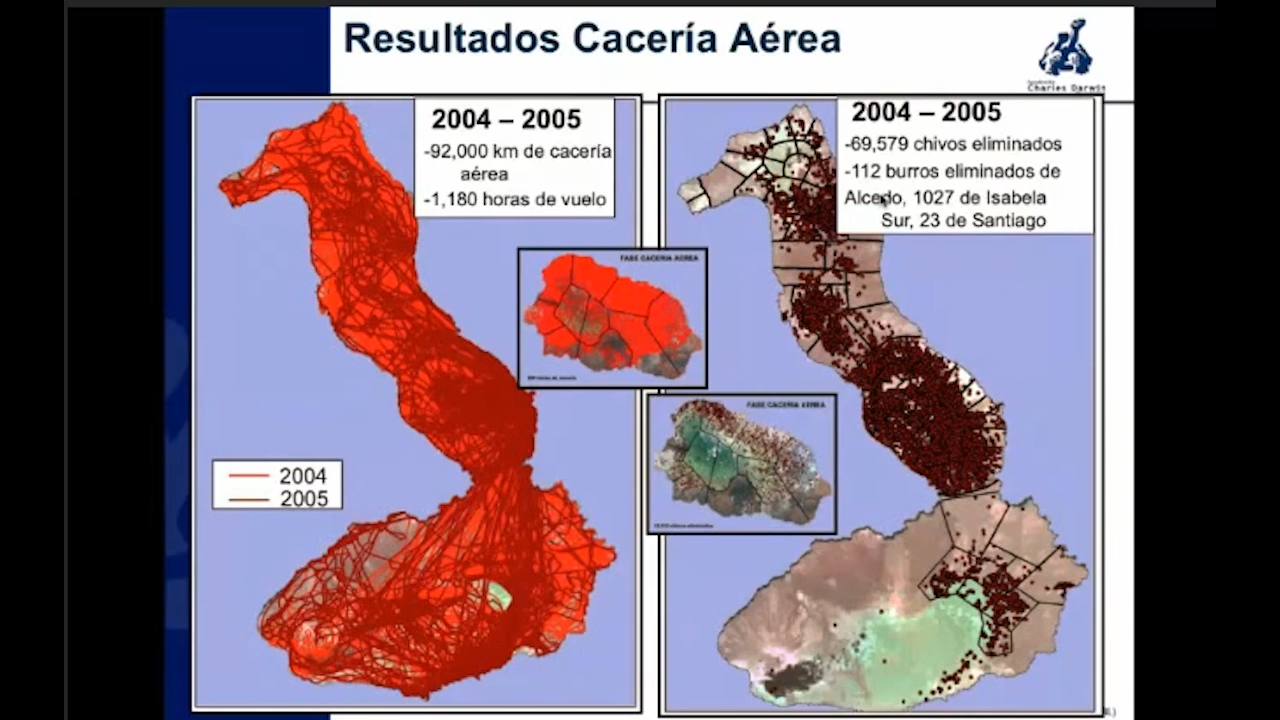 Resultados Cacería Aérea
Charles Darwin
2004 – 2005
-92,000 km de cacería
aérea
-1,180 horas de vuelo
2004 – 2005
-69,579 chivos eliminados
-112 burros eliminados de
Alcedo, 1027 de Isabela
Sur, 23 de Santiago
FASE CACERIA AEREA
FASE CACERIA AEREA
2004
2005